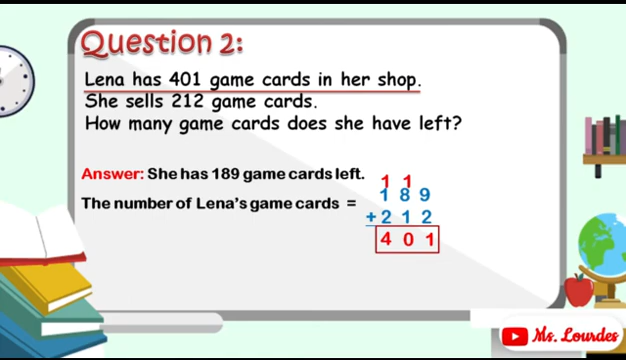 Question 2:
Lena has 401 game cards in her shop.
She sells 212 game cards.
How many game cards does she have left?
Answer: She has 189 game cards left.
1 1
The number of Lena's game cards = 1 8 9
+ 2 1 2
4 0 1
Ms. Lourdes